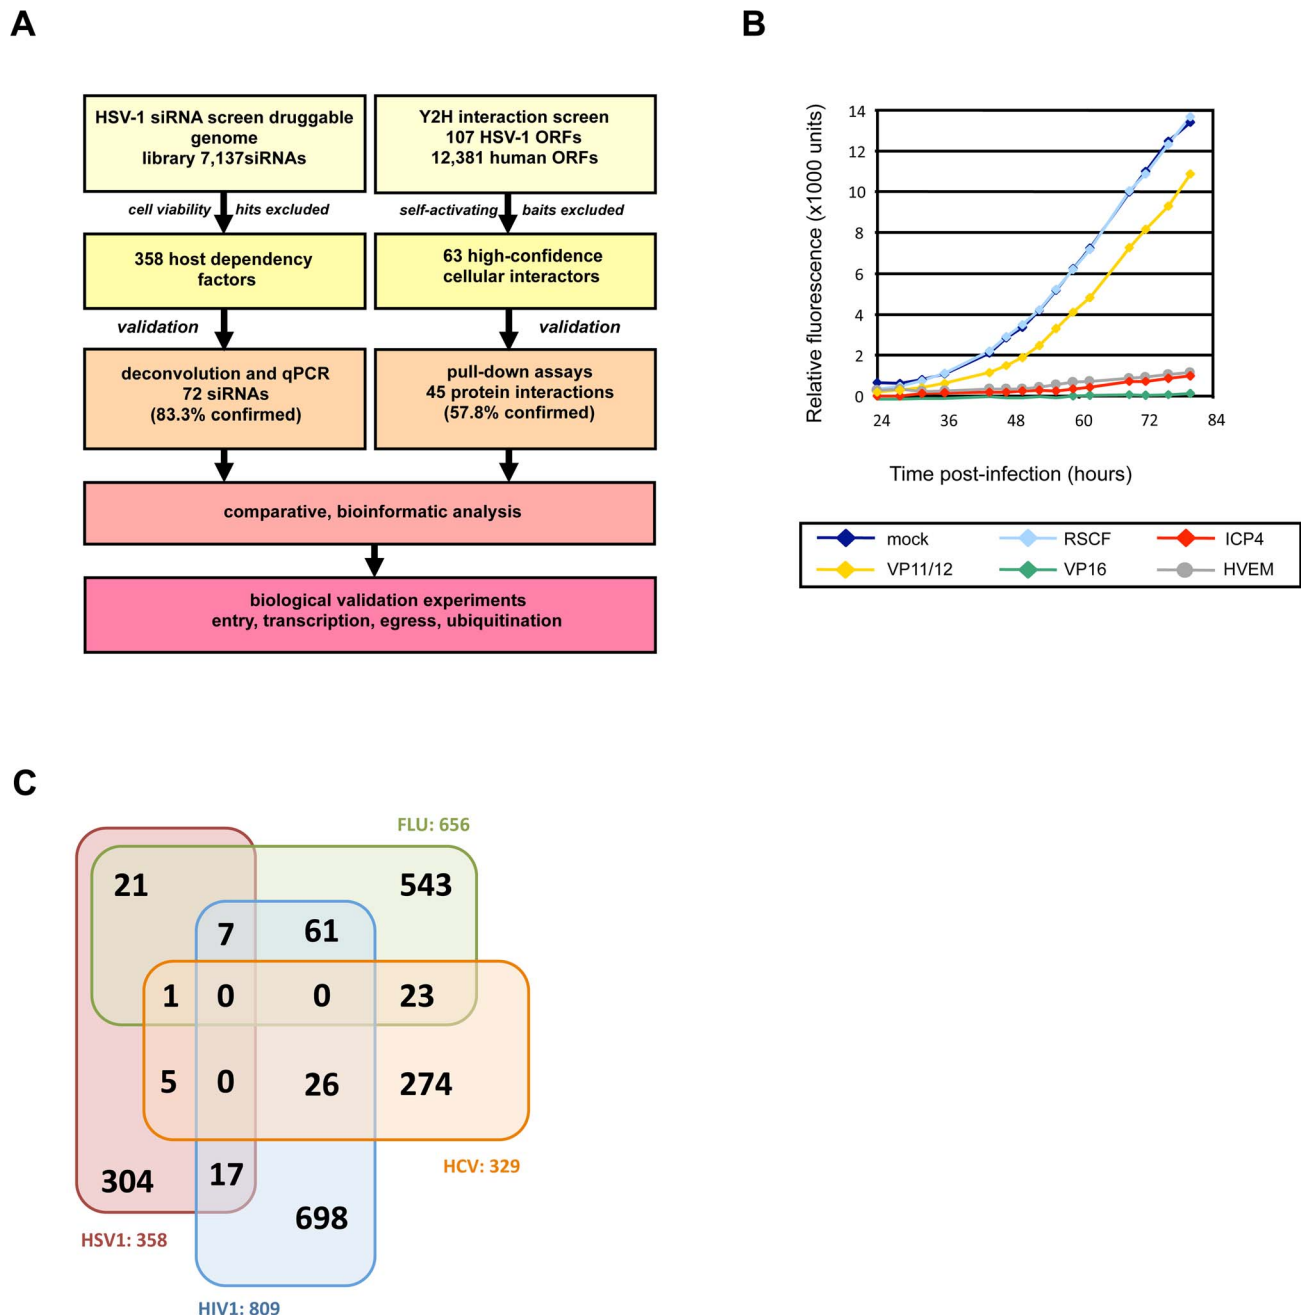 A
HSV-1 siRNA screen druggable
genome
library 7,137siRNAs
Y2H interaction screen
107 HSV-1 ORFs
12,381 human ORFs
cell viability hits excluded
self-activating baits excluded
358 host dependency
factors
63 high-confidence
cellular interactors
validation
validation
deconvolution and qPCR
72 siRNAs
(83.3% confirmed)
pull-down assays
45 protein interactions
(57.8% confirmed)
comparative, bioinformatic analysis
biological validation experiments
entry, transcription, egress, ubiquitination
B
Relative fluorescence (x1000 units)
14
12
10
8
6
4
2
0
24 36 48 60 72 84
Time post-infection (hours)
mock RSCF ICP4
VP11/12 VP16 HVEM
C
FLU: 656
21 543
7 61
1 0 0 23
5 0 26 274
HCV: 329
304 17
698
HSV1: 358
HIV1: 809